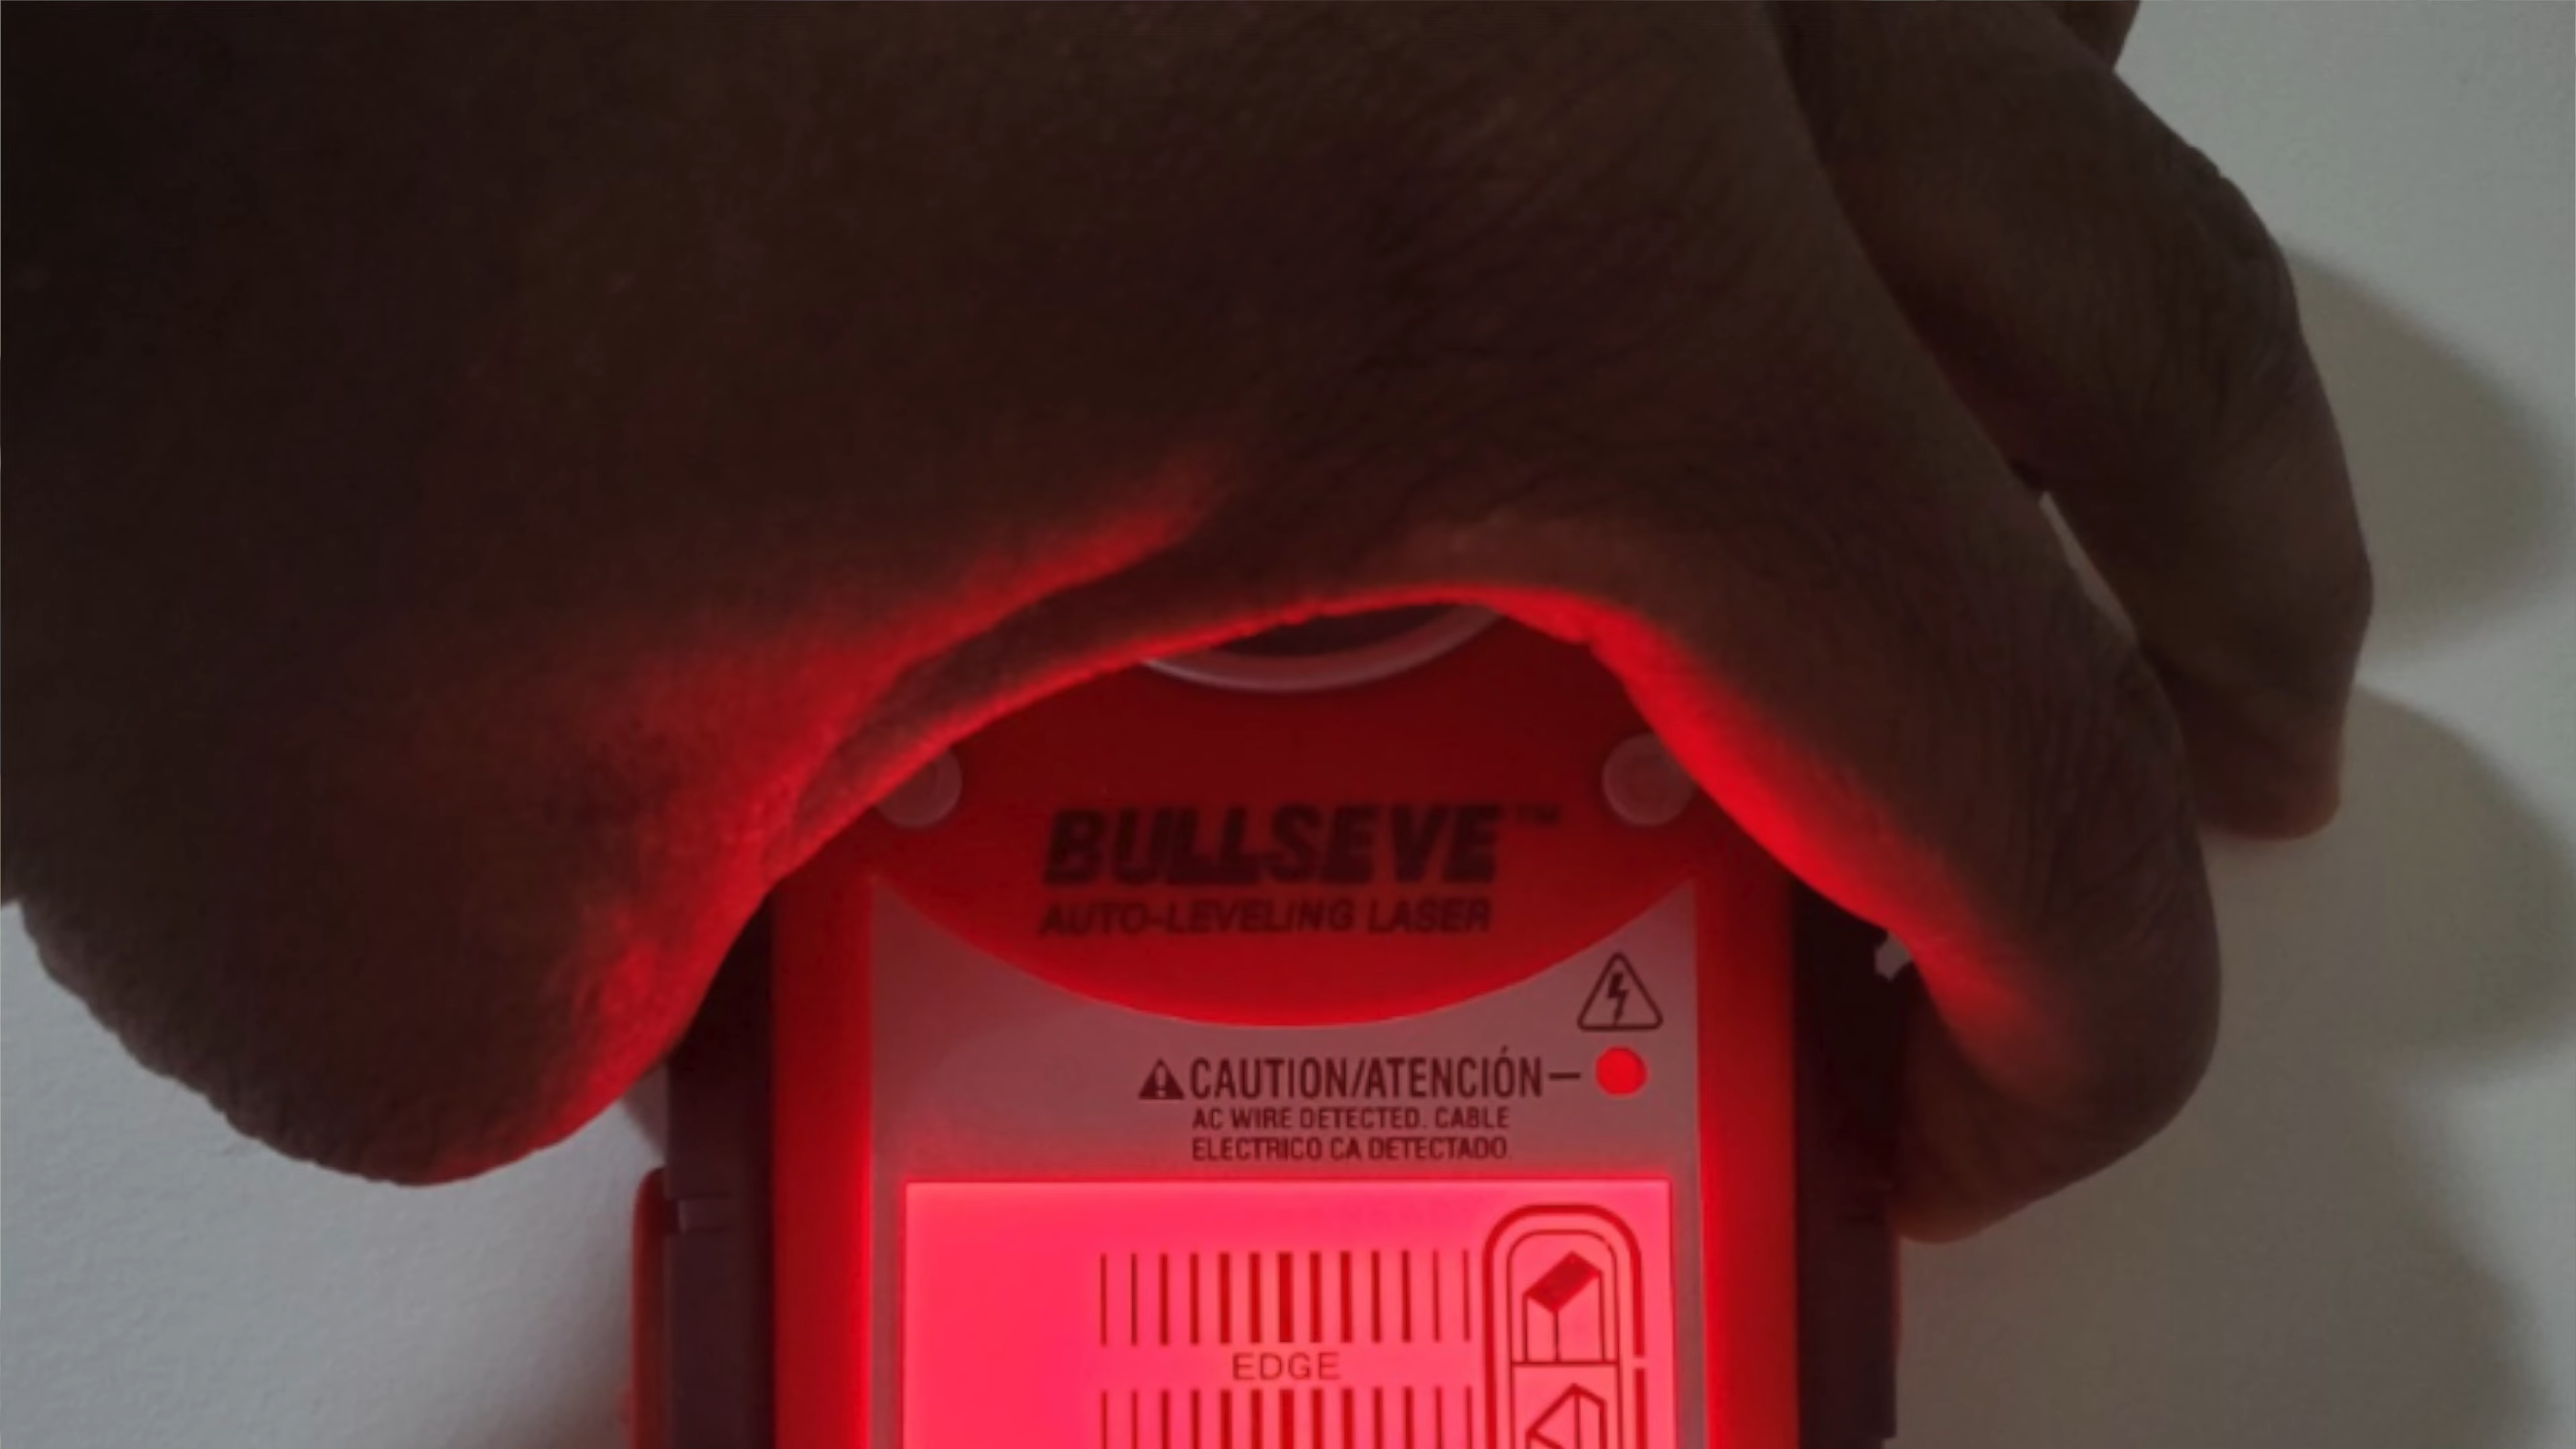 BULLSEYE™
AUTO-LEVELING LASER
CAUTION/ATENCIÓN–
AC WIRE DETECTED. CABLE
ELECTRICO CA DETECTADO.
EDGE